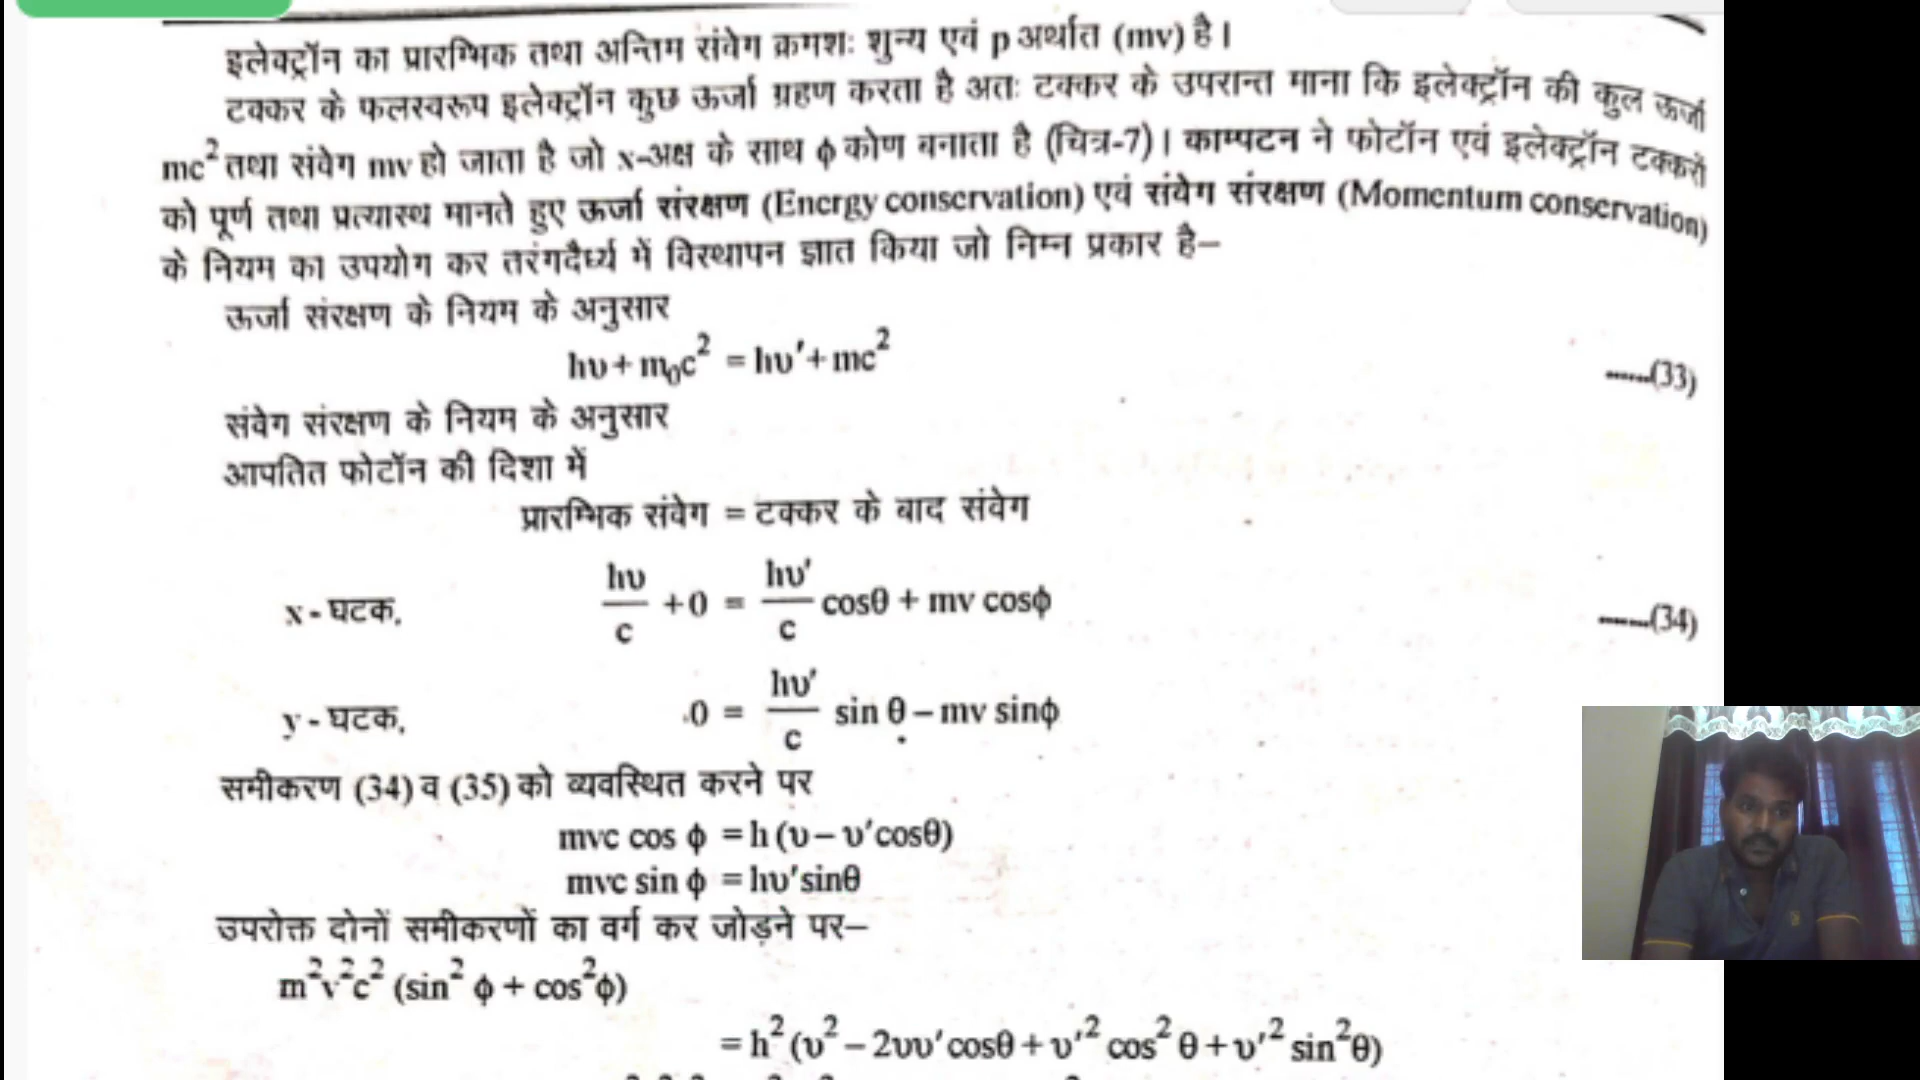 इलेक्ट्रॉन का प्रारम्भिक तथा अन्तिम संवेग क्रमशः शुन्य एवं p अर्थात (mv) है।
टक्कर के फलस्वरूप इलेक्ट्रॉन कुछ ऊर्जा ग्रहण करता है अतः टक्कर के उपरान्त माना कि इलेक्ट्रॉन की कुल ऊर्जा
mc² तथा संवेग mv हो जाता है जो x-अक्ष के साथ ϕ कोण बनाता है (चित्र-7)। काम्पटन ने फोटॉन एवं इलेक्ट्रॉन टक्करों
को पूर्ण तथा प्रत्यास्थ मानते हुए ऊर्जा संरक्षण (Energy conservation) एवं संवेग संरक्षण (Momentum conservation)
के नियम का उपयोग कर तरंगदैर्ध्य में विस्थापन ज्ञात किया जो निम्न प्रकार है–
ऊर्जा संरक्षण के नियम के अनुसार
hυ + m₀c² = hυ′ + mc² ......(33)
संवेग संरक्षण के नियम के अनुसार
आपतित फोटॉन की दिशा में
प्रारम्भिक संवेग = टक्कर के बाद संवेग
x - घटक, hυ/c + 0 = hυ′/c cosθ + mv cosϕ ......(34)
y - घटक, 0 = hυ′/c sin θ – mv sinϕ
समीकरण (34) व (35) को व्यवस्थित करने पर
mvc cos ϕ = h (υ – υ′cosθ)
mvc sin ϕ = hυ′sinθ
उपरोक्त दोनों समीकरणों का वर्ग कर जोड़ने पर–
m²v²c² (sin² ϕ + cos²ϕ)
= h² (υ² – 2υυ′cosθ + υ′² cos² θ + υ′² sin²θ)